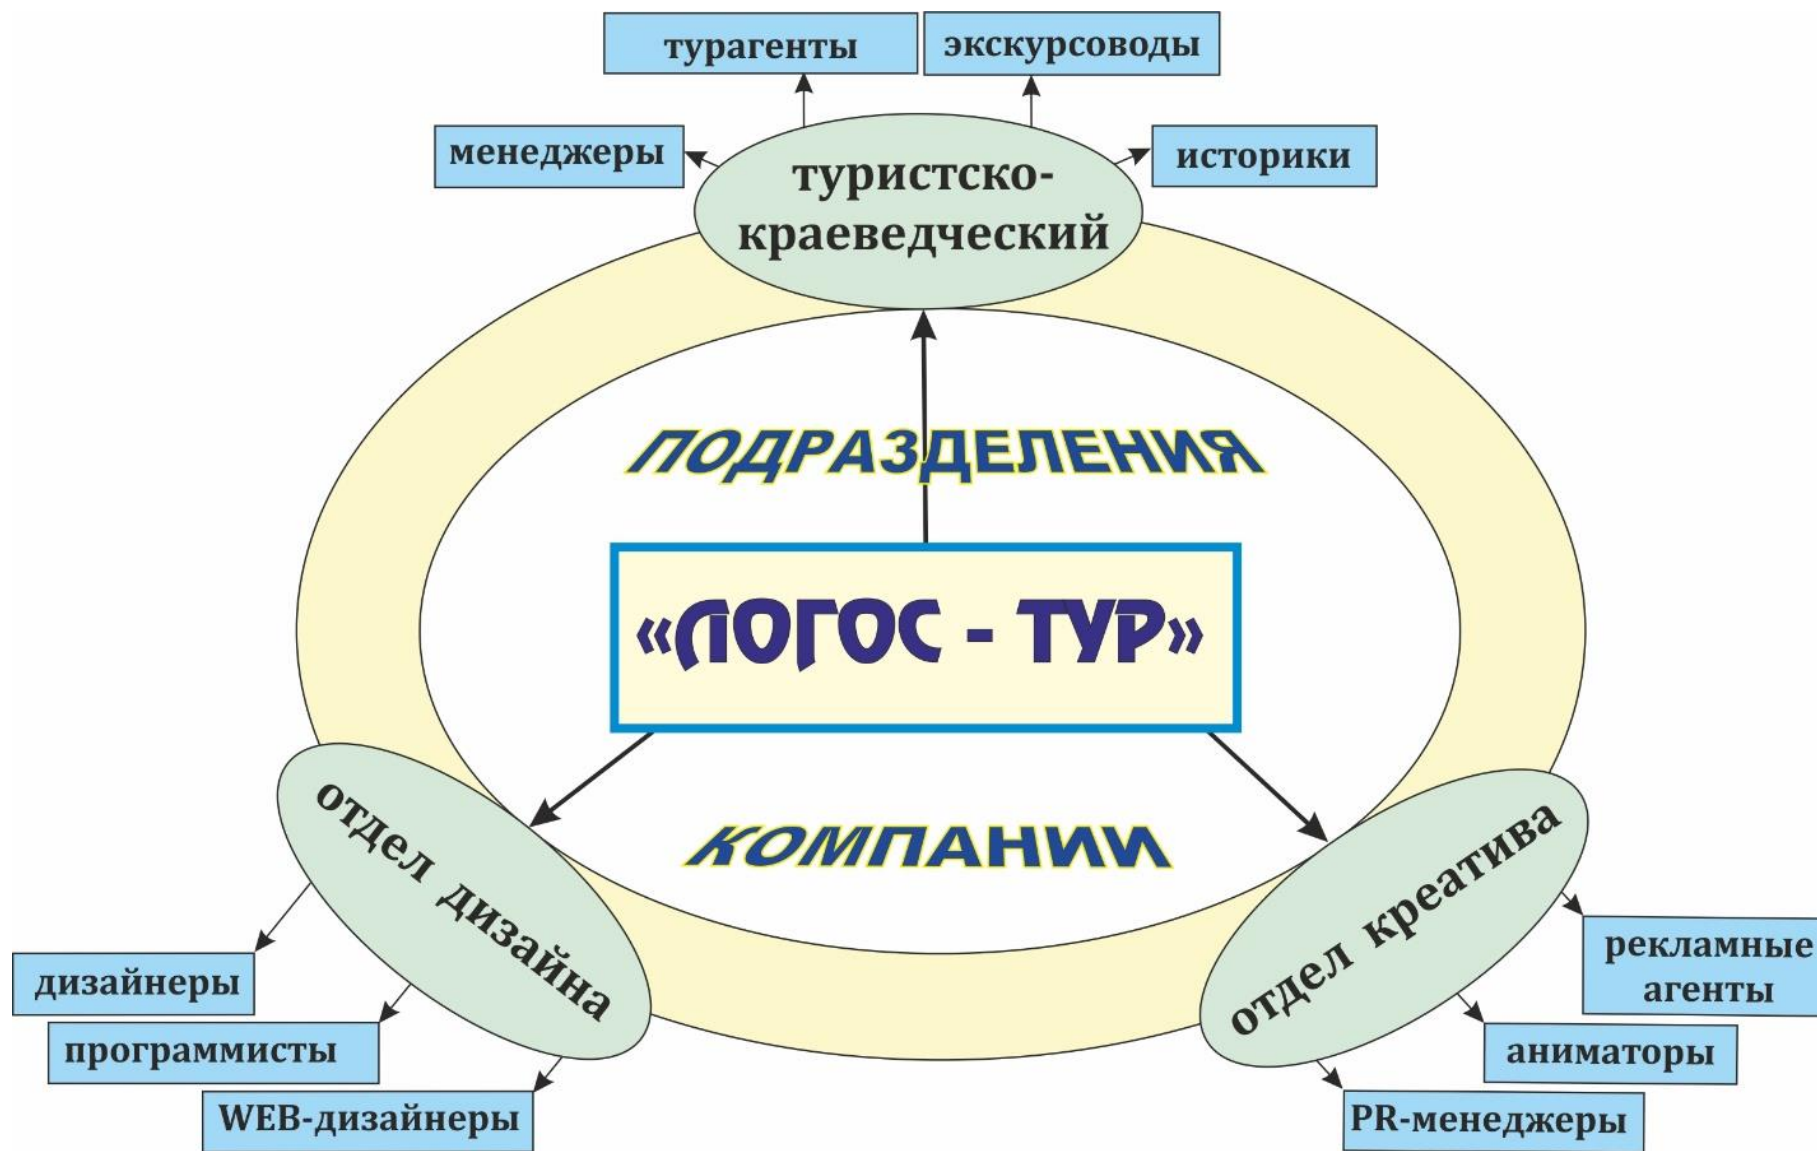 турагенты
экскурсоводы
менеджеры
историки
туристско-
краеведческий
ПОДРАЗДЕЛЕНИЯ
«ЛОГОС - ТУР»
КОМПАНИИ
отдел дизайна
отдел креатива
дизайнеры
программисты
WEB-дизайнеры
рекламные
агенты
аниматоры
PR-менеджеры